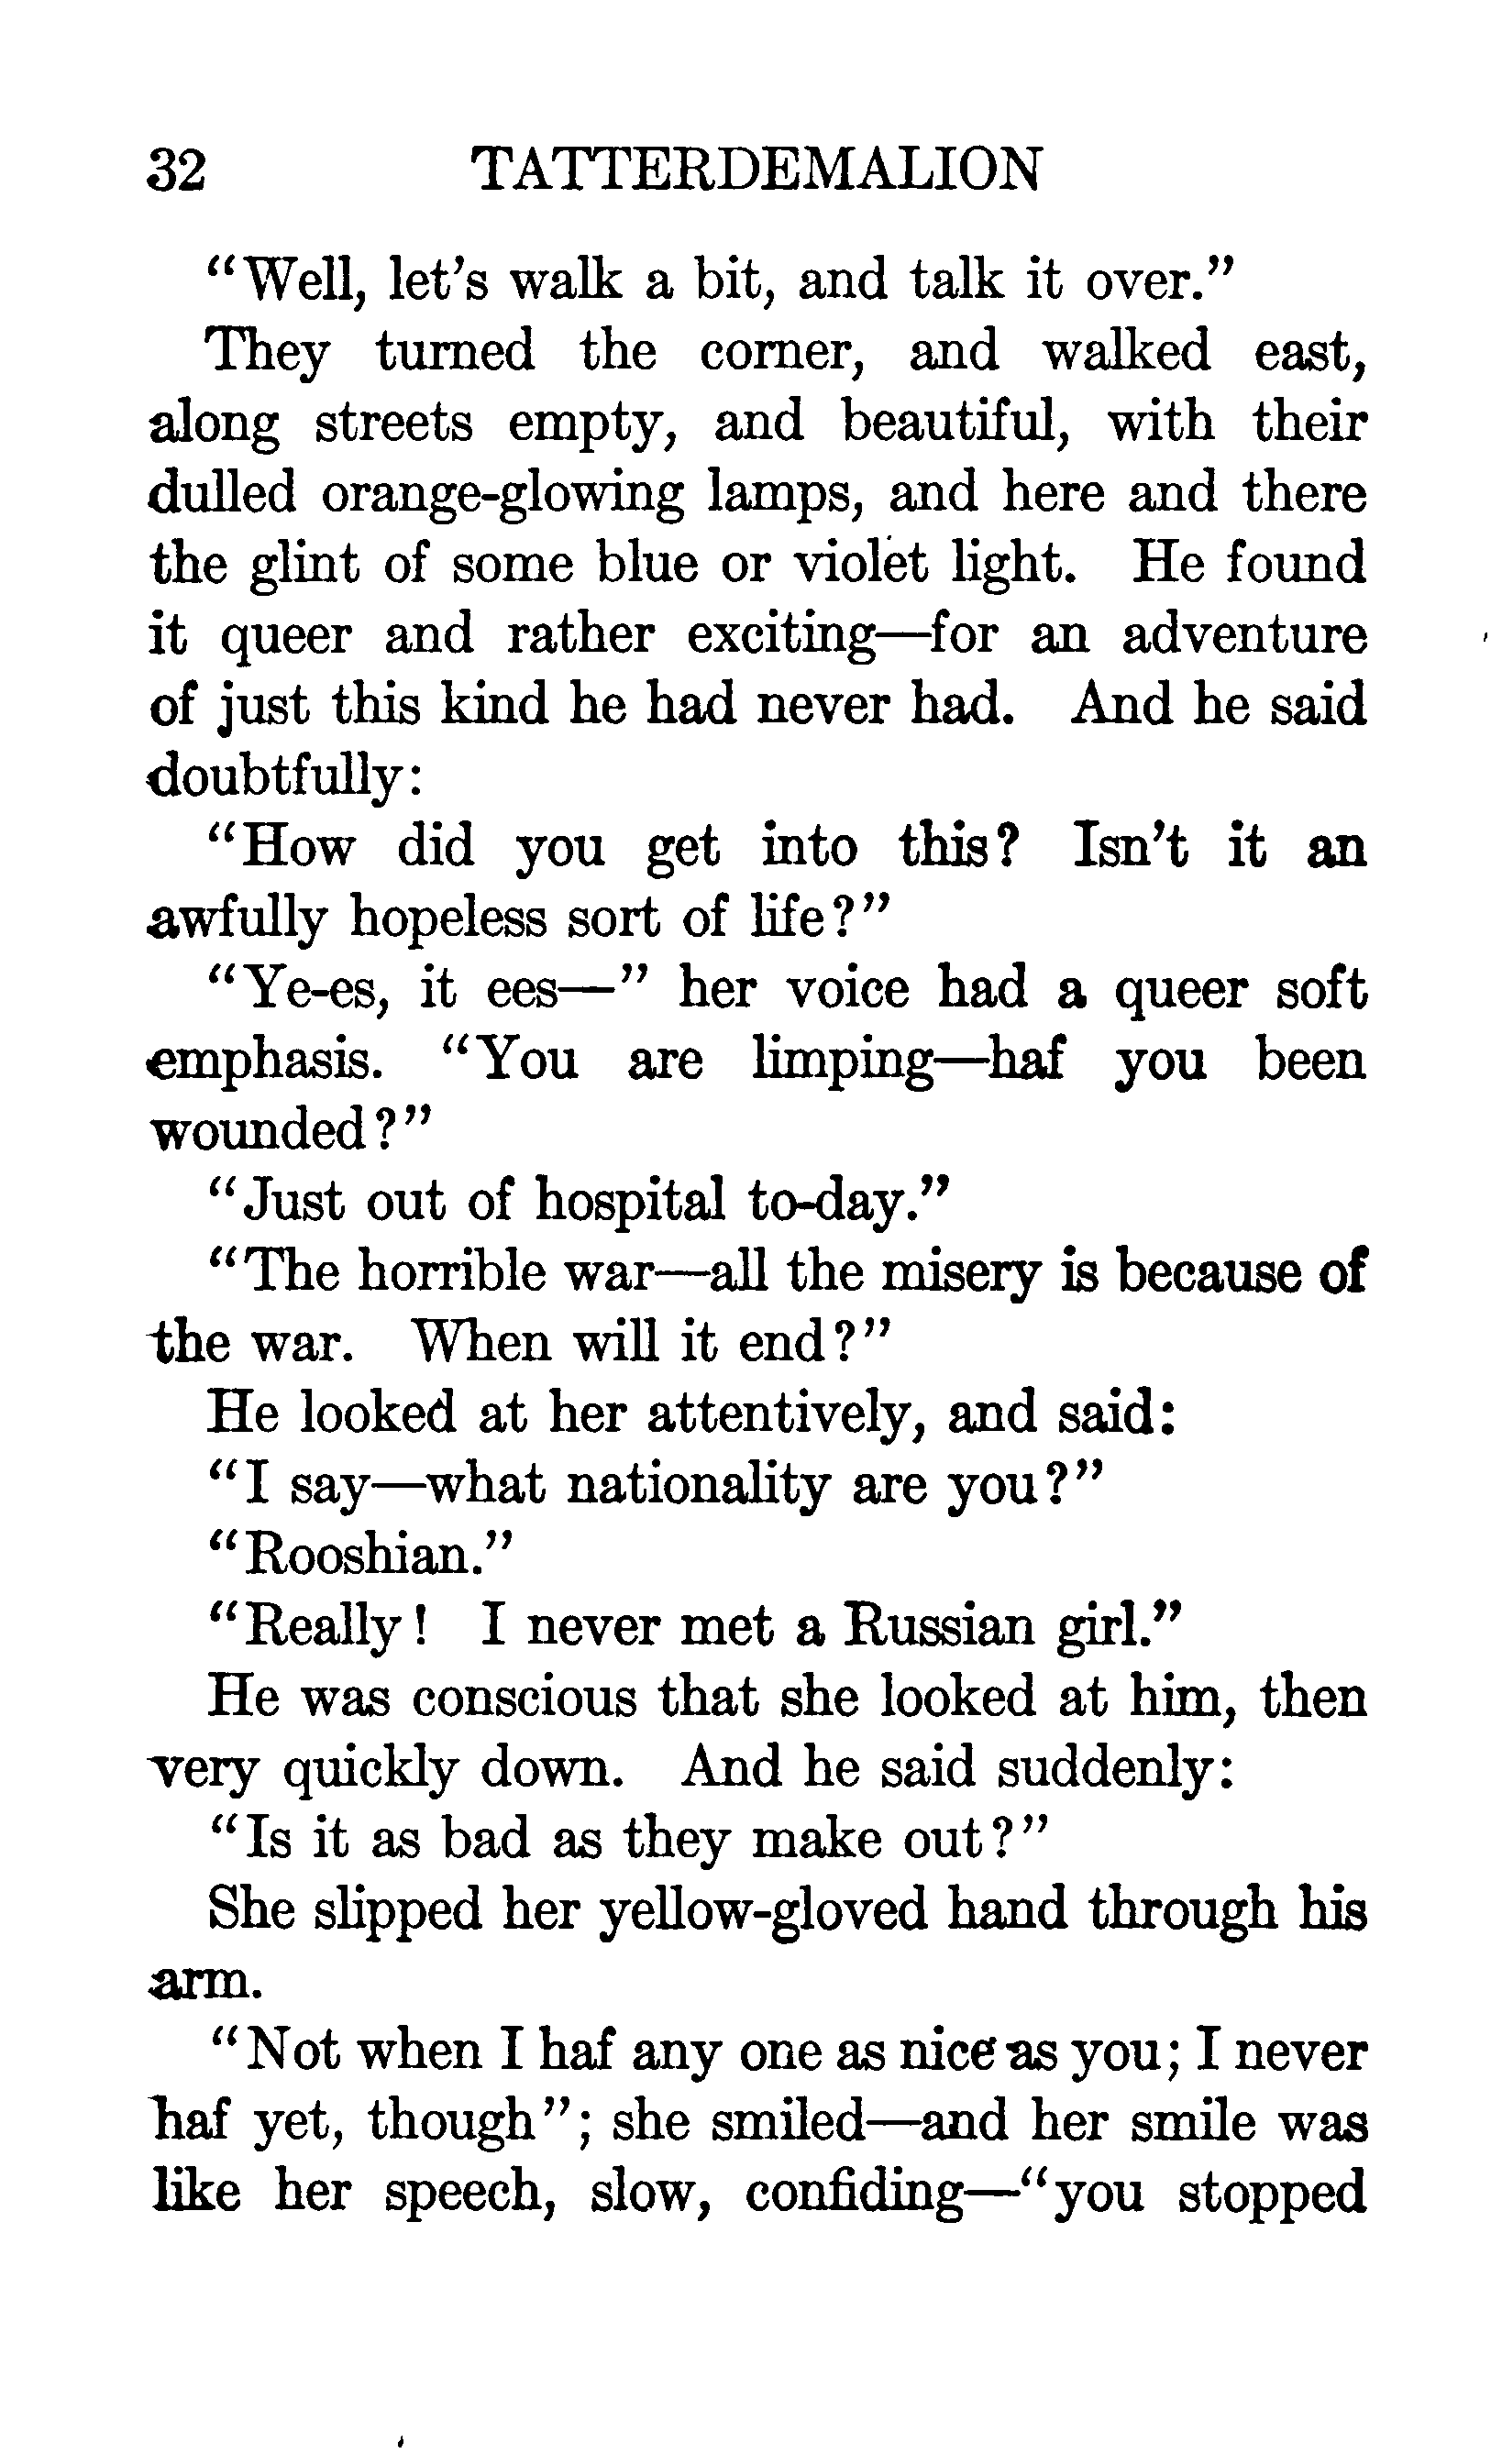 32 TATTERDEMALION
“Well, let’s walk a bit, and talk it over.”
They turned the corner, and walked east,
along streets empty, and beautiful, with their
dulled orange-glowing lamps, and here and there
the glint of some blue or violet light. He found
it queer and rather exciting—for an adventure
of just this kind he had never had. And he said
doubtfully:
“How did you get into this? Isn’t it an
awfully hopeless sort of life?”
“Ye-es, it ees—” her voice had a queer soft
emphasis. “You are limping—haf you been
wounded?”
“Just out of hospital to-day.”
“The horrible war—all the misery is because of
the war. When will it end?”
He looked at her attentively, and said:
“I say—what nationality are you?”
“Rooshian.”
“Really! I never met a Russian girl.”
He was conscious that she looked at him, then
very quickly down. And he said suddenly:
“Is it as bad as they make out?”
She slipped her yellow-gloved hand through his
arm.
“Not when I haf any one as nice as you; I never
haf yet, though”; she smiled—and her smile was
like her speech, slow, confiding—“you stopped